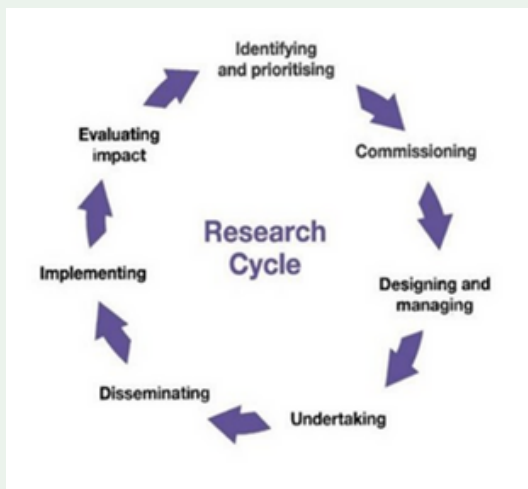 Identifying
and prioritising
Commissioning
Designing and
managing
Undertaking
Disseminating
Implementing
Evaluating
impact
Research
Cycle